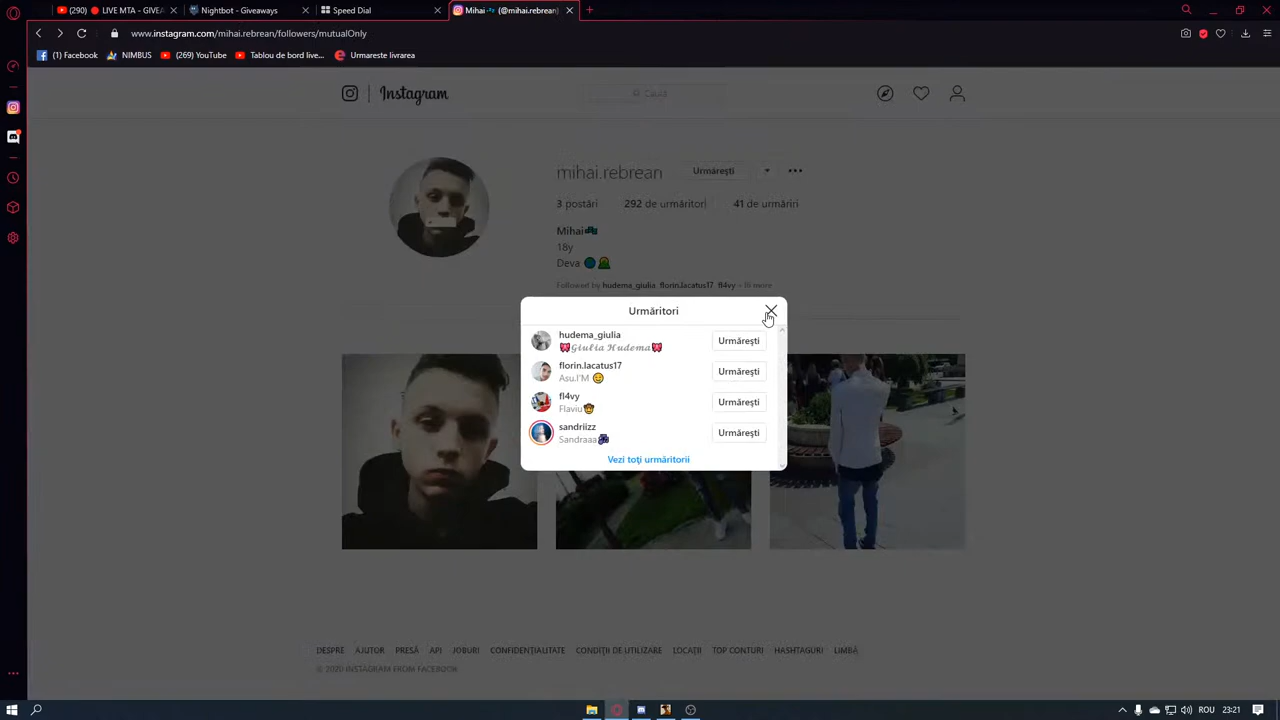 (290) 🔴 LIVE MTA - GIVEA
Nightbot - Giveaways
Speed Dial
Mihai (@mihai.rebrean)
www.instagram.com/mihai.rebrean/followers/mutualOnly
(1) Facebook
NIMBUS
(269) YouTube
Tablou de bord live...
Urmareste livrarea
Instagram
Caută
mihai.rebrean
Urmărești
3 postări
292 de urmăritori
41 de urmăriri
Mihai
18y
Deva
Followed by hudema_giulia, florin.lacatus17, fl4vy + 16 more
Urmăritori
hudema_giulia
🎀𝓖𝓲𝓾𝓵𝓲𝓪 𝓗𝓾𝓭𝓮𝓶𝓪🎀
Urmărești
florin.lacatus17
Asu.I'M 😊
Urmărești
fl4vy
Flaviu🤠
Urmărești
sandriizz
Sandraaa
Urmărești
Vezi toți urmăritorii
DESPRE
AJUTOR
PRESĂ
API
JOBURI
CONFIDENȚIALITATE
CONDIȚII DE UTILIZARE
LOCAȚII
TOP CONTURI
HASHTAGURI
LIMBĂ
© 2020 INSTAGRAM FROM FACEBOOK
ROU
23:21